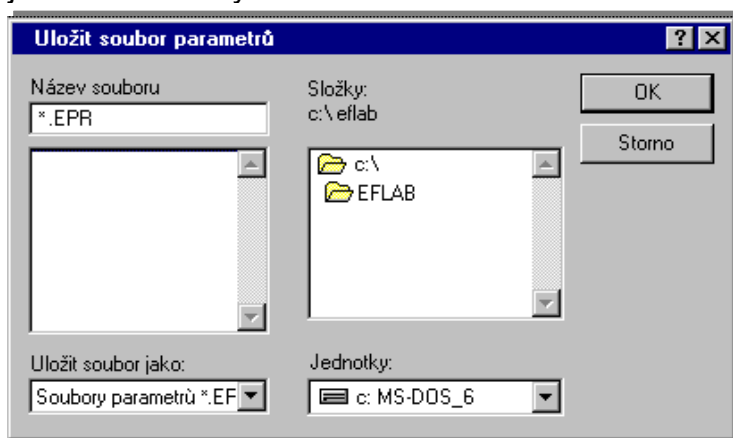 Uložit soubor parametrů
Název souboru
*.EPR
Složky:
c:\eflab
OK
Storno
c:\
EFLAB
Uložit soubor jako:
Soubory parametrù *.EF
Jednotky:
c: MS-DOS_6